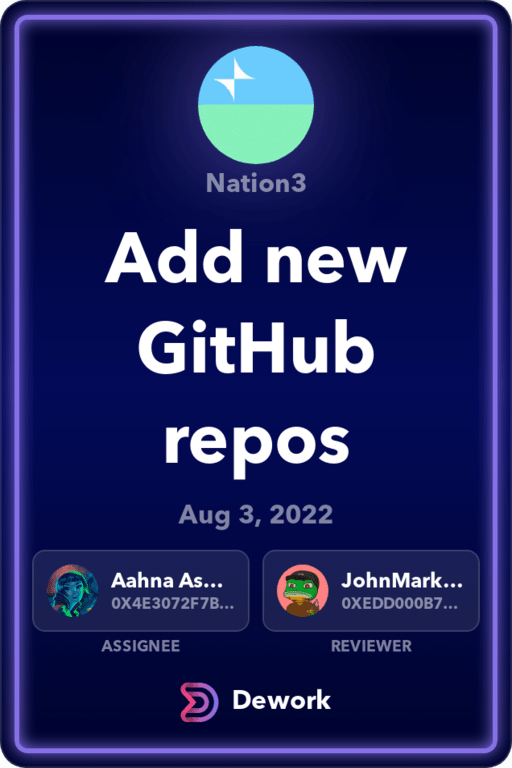 Nation3
Add new
GitHub
repos
Aug 3, 2022
Aahna As...
0X4E3072F7B...
ASSIGNEE
JohnMark...
0XEDD000B7...
REVIEWER
Dework